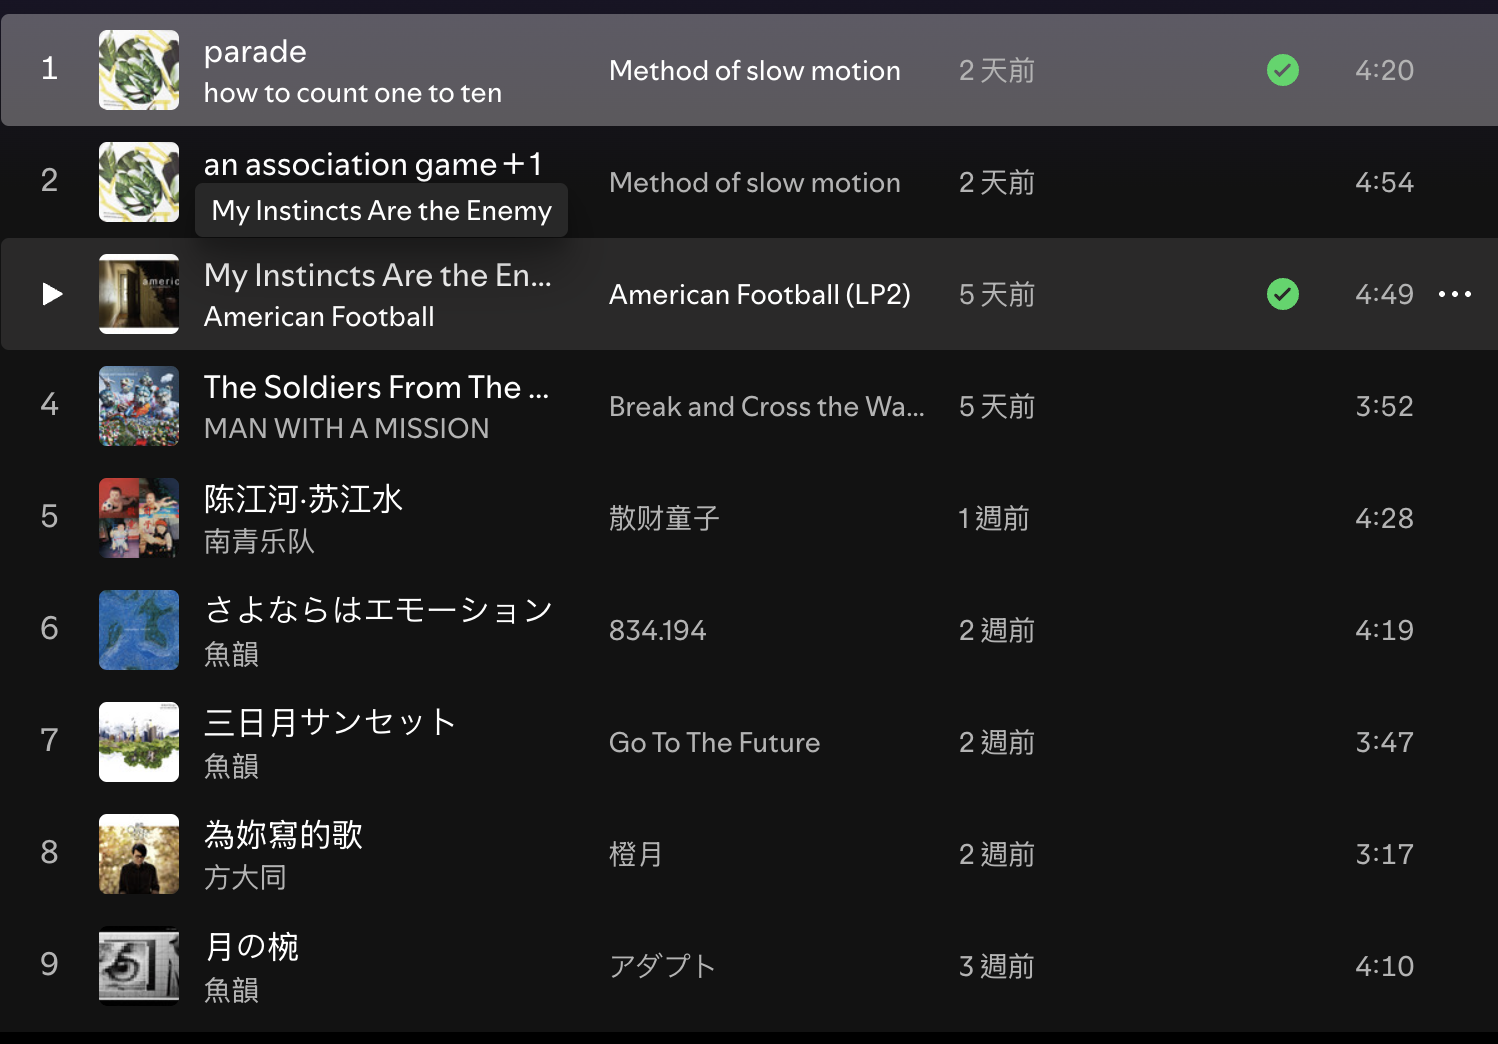 1
parade
how to count one to ten
Method of slow motion
2 天前
4:20
2
an association game＋1
Method of slow motion
2 天前
4:54
My Instincts Are the Enemy
My Instincts Are the En...
American Football
American Football (LP2)
5 天前
4:49
4
The Soldiers From The ...
MAN WITH A MISSION
Break and Cross the Wa...
5 天前
3:52
5
陈江河·苏江水
南青乐队
散财童子
1 週前
4:28
6
さよならはエモーション
魚韻
834.194
2 週前
4:19
7
三日月サンセット
魚韻
Go To The Future
2 週前
3:47
8
為妳寫的歌
方大同
橙月
2 週前
3:17
9
月の椀
魚韻
アダプト
3 週前
4:10